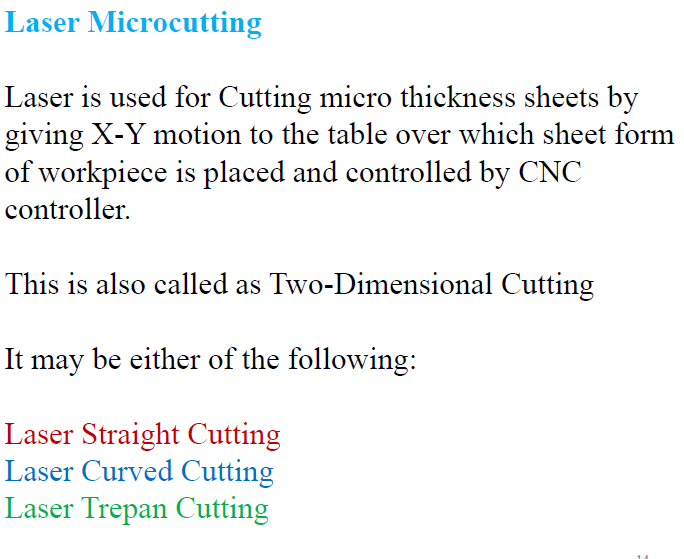 Laser Microcutting
Laser is used for Cutting micro thickness sheets by
giving X-Y motion to the table over which sheet form
of workpiece is placed and controlled by CNC
controller.
This is also called as Two-Dimensional Cutting
It may be either of the following:
Laser Straight Cutting
Laser Curved Cutting
Laser Trepan Cutting